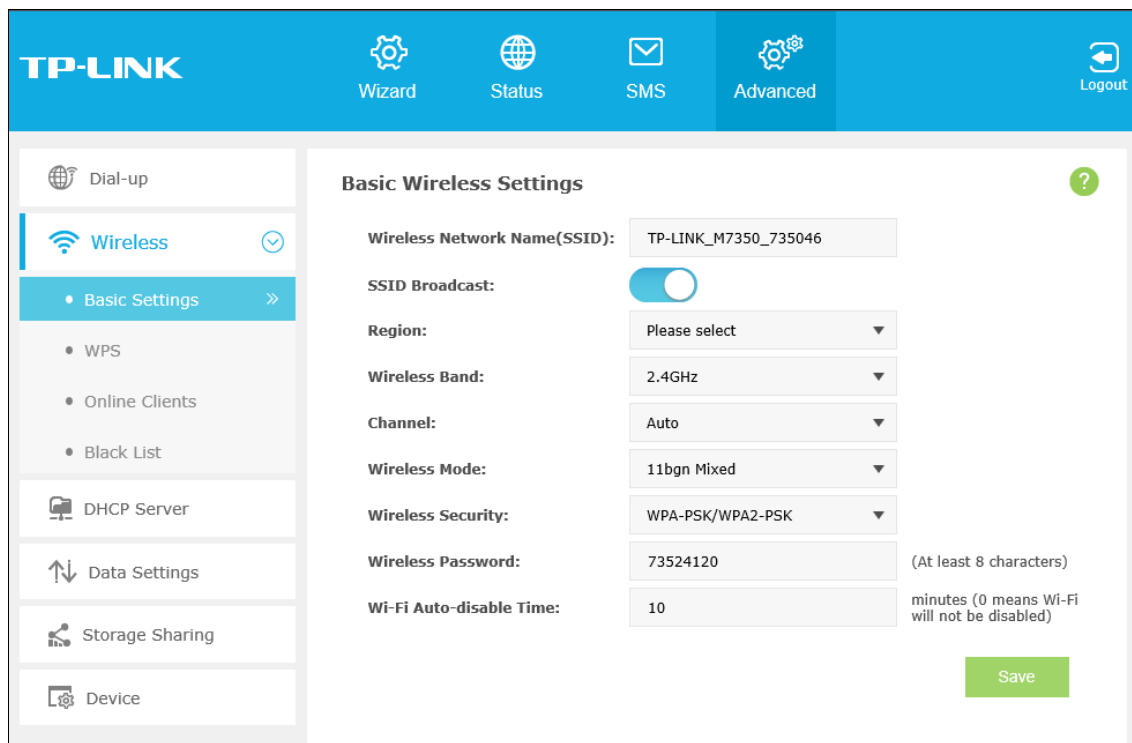 TP-LINK
Wizard
Status
SMS
Advanced
Logout
Dial-up
Wireless
Basic Settings
WPS
Online Clients
Black List
DHCP Server
Data Settings
Storage Sharing
Device
Basic Wireless Settings
?
Wireless Network Name(SSID): TP-LINK_M7350_735046
SSID Broadcast:
Region: Please select
Wireless Band: 2.4GHz
Channel: Auto
Wireless Mode: 11bgn Mixed
Wireless Security: WPA-PSK/WPA2-PSK
Wireless Password: 73524120 (At least 8 characters)
Wi-Fi Auto-disable Time: 10 minutes (0 means Wi-Fi
will not be disabled)
Save